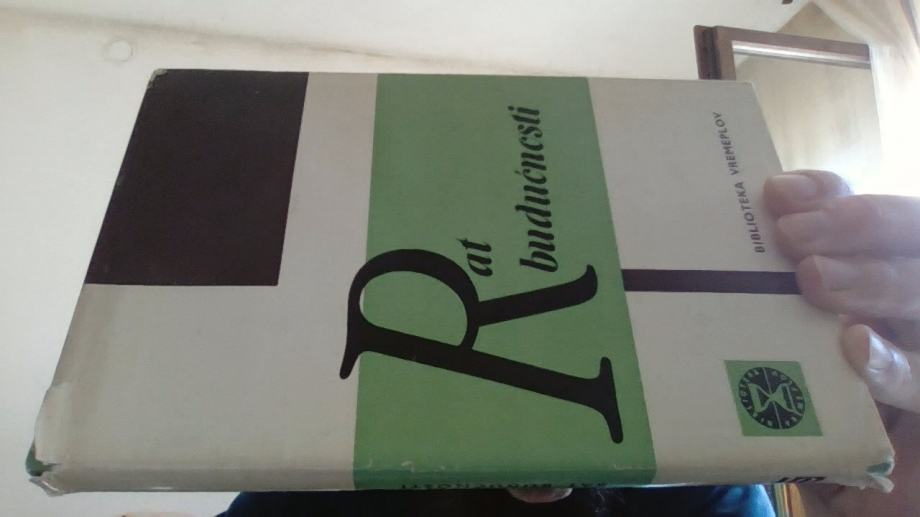 Rat
budućnosti
BIBLIOTEKA VREMEPLOV